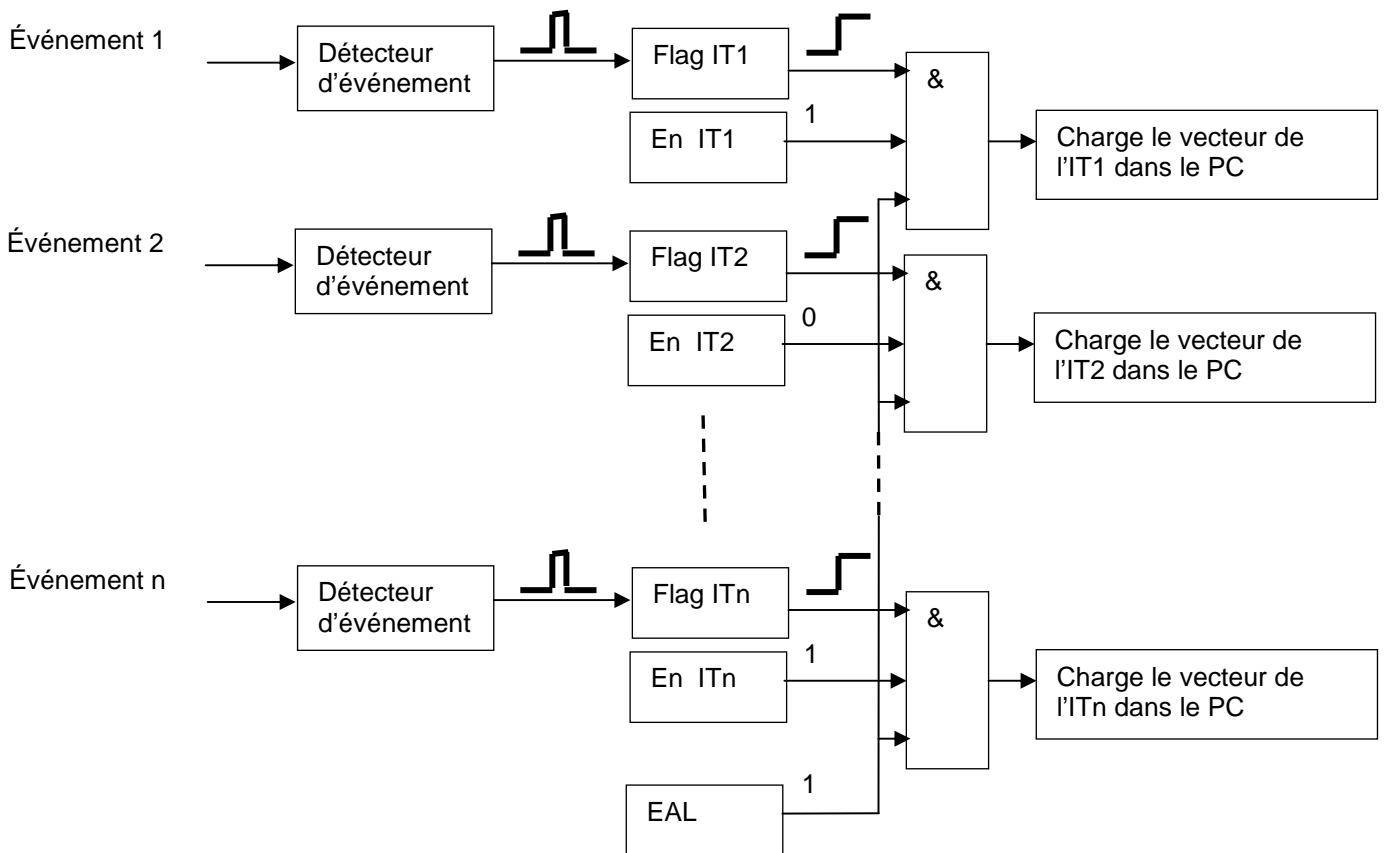 Événement 1
Détecteur
d'événement
Flag IT1
En IT1
1
&
Charge le vecteur de
l'IT1 dans le PC
Événement 2
Détecteur
d'événement
Flag IT2
En IT2
0
&
Charge le vecteur de
l'IT2 dans le PC
Événement n
Détecteur
d'événement
Flag ITn
En ITn
1
&
Charge le vecteur de
l'ITn dans le PC
EAL
1